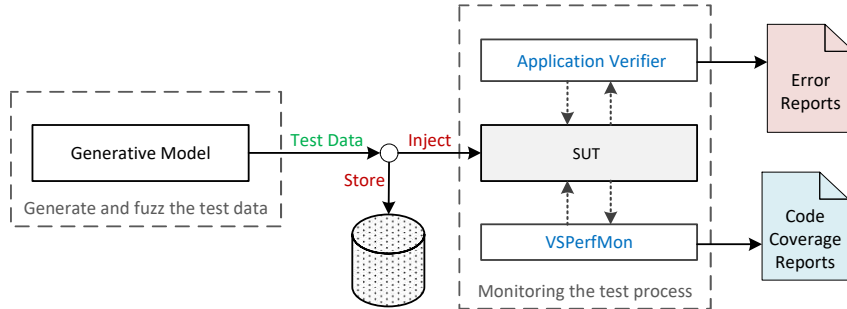 Generative Model
Generate and fuzz the test data
Test Data
Inject
Store
Application Verifier
SUT
VSPerfMon
Monitoring the test process
Error
Reports
Code
Coverage
Reports